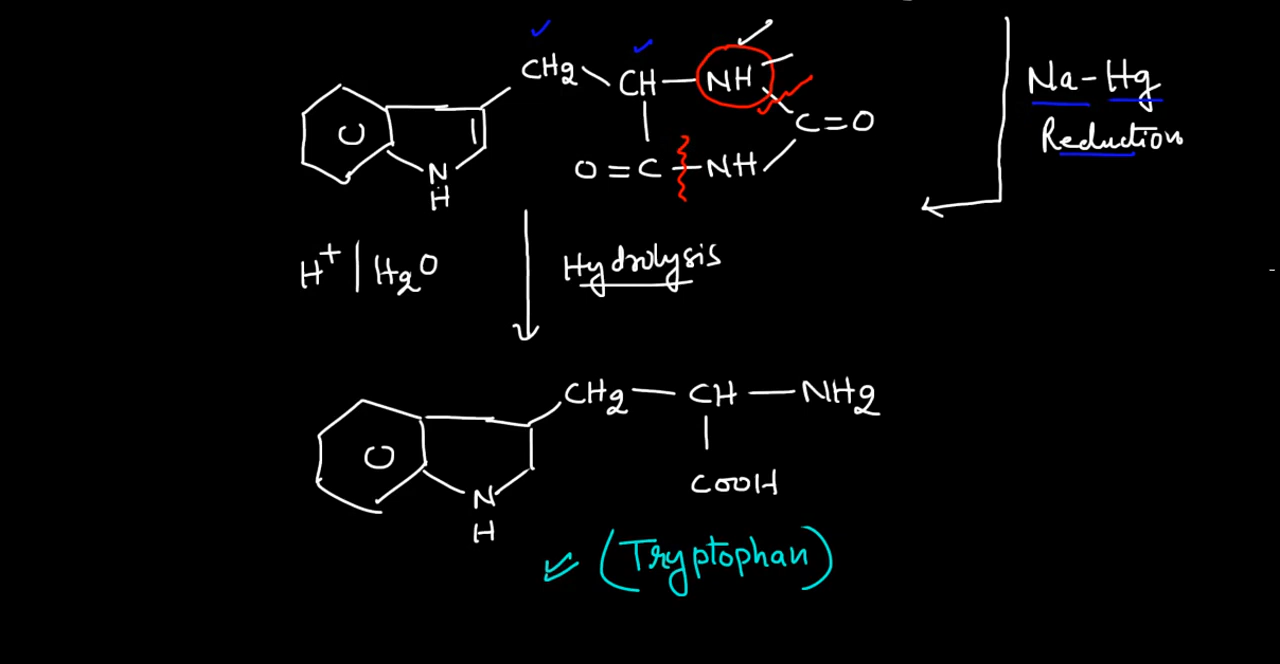 CH2
CH — NH
C=O
O=C — NH
N
H
Na-Hg
Reduction
H+ | H2O
Hydrolysis
CH2 — CH — NH2
COOH
N
H
(Tryptophan)